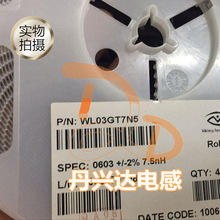 实物
拍摄
P/N: WL03GT7N5
SPEC: 0603 +/-2% 7.5nH
QTY: 4
丹兴达电感
DATE CODE: 1006